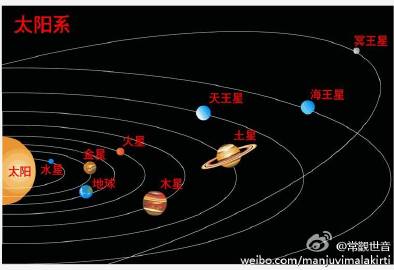 太阳系
冥王星
天王星
海王星
火星
土星
金星
水星
太阳
地球
木星
@常觀世音
weibo.com/manjuvimalakirti